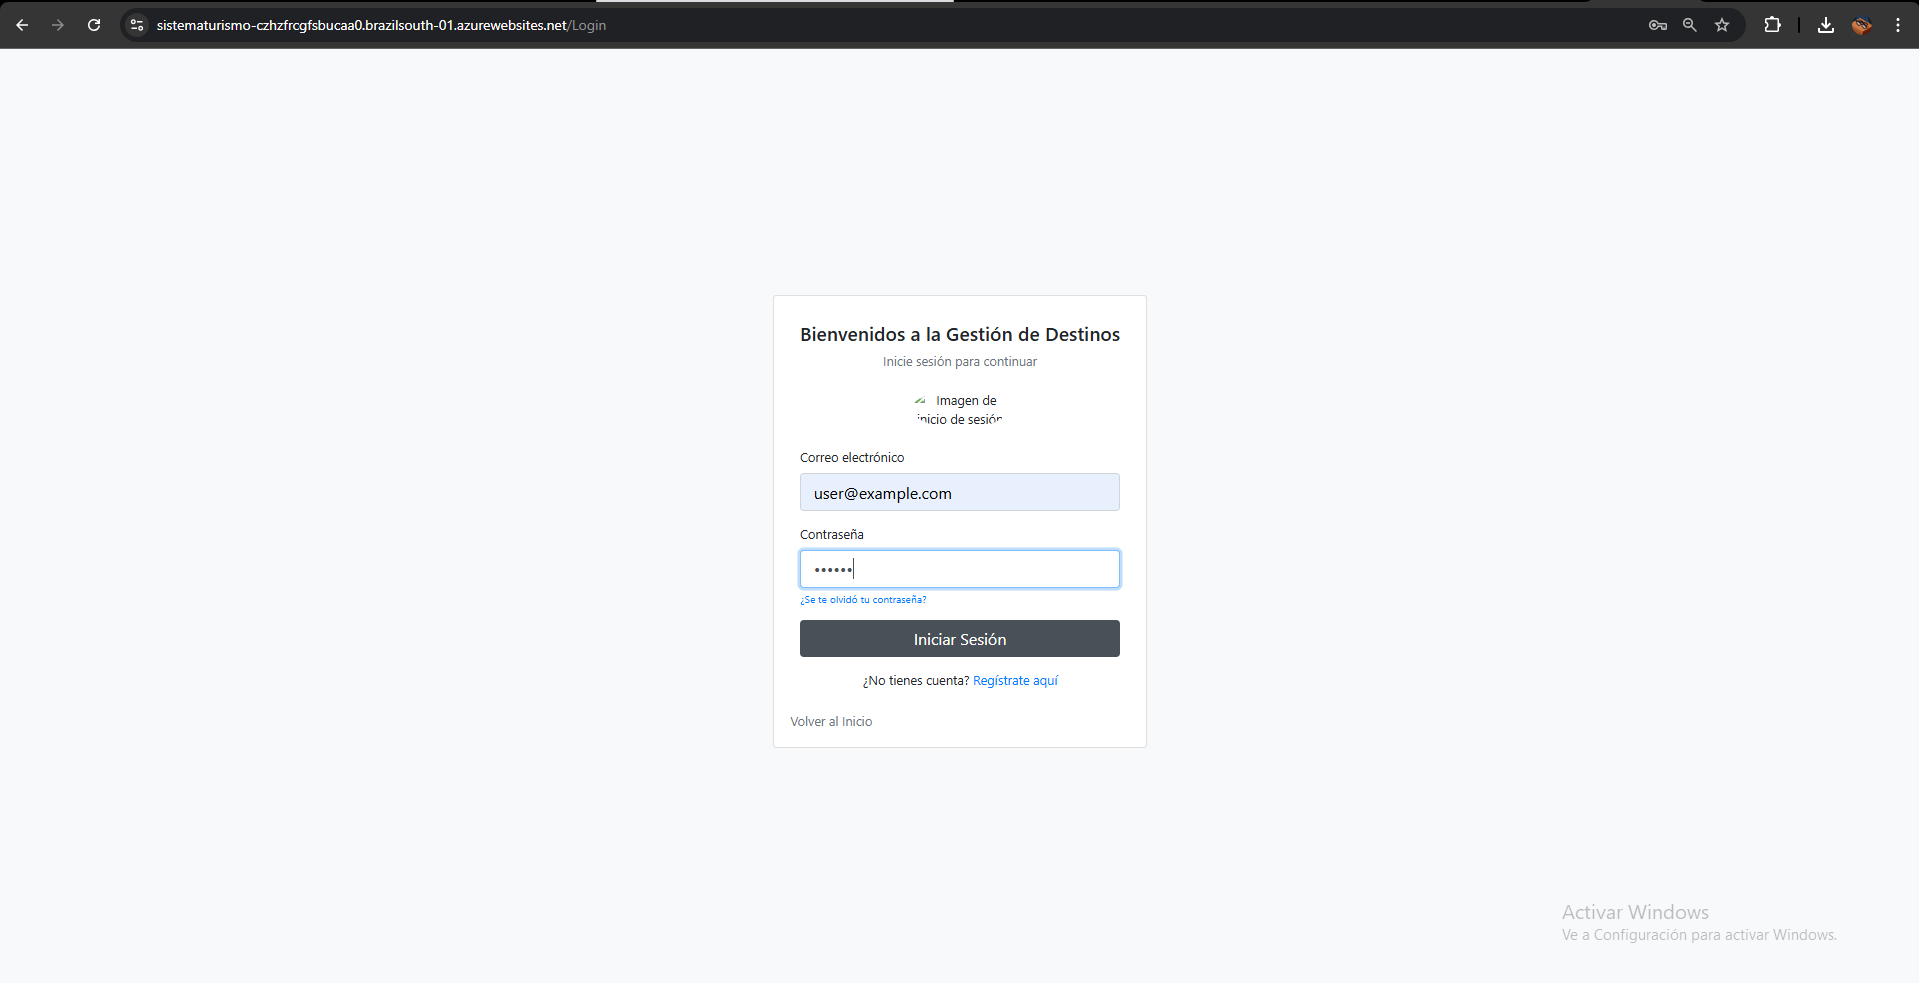 sistematurismo-czhzfrcgfsbucaa0.brazilsouth-01.azurewebsites.net/Login
Bienvenidos a la Gestión de Destinos
Inicie sesión para continuar
Imagen de
inicio de sesión
Correo electrónico
user@example.com
Contraseña
••••••
¿Se te olvidó tu contraseña?
Iniciar Sesión
¿No tienes cuenta? Regístrate aquí
Volver al Inicio
Activar Windows
Ve a Configuración para activar Windows.